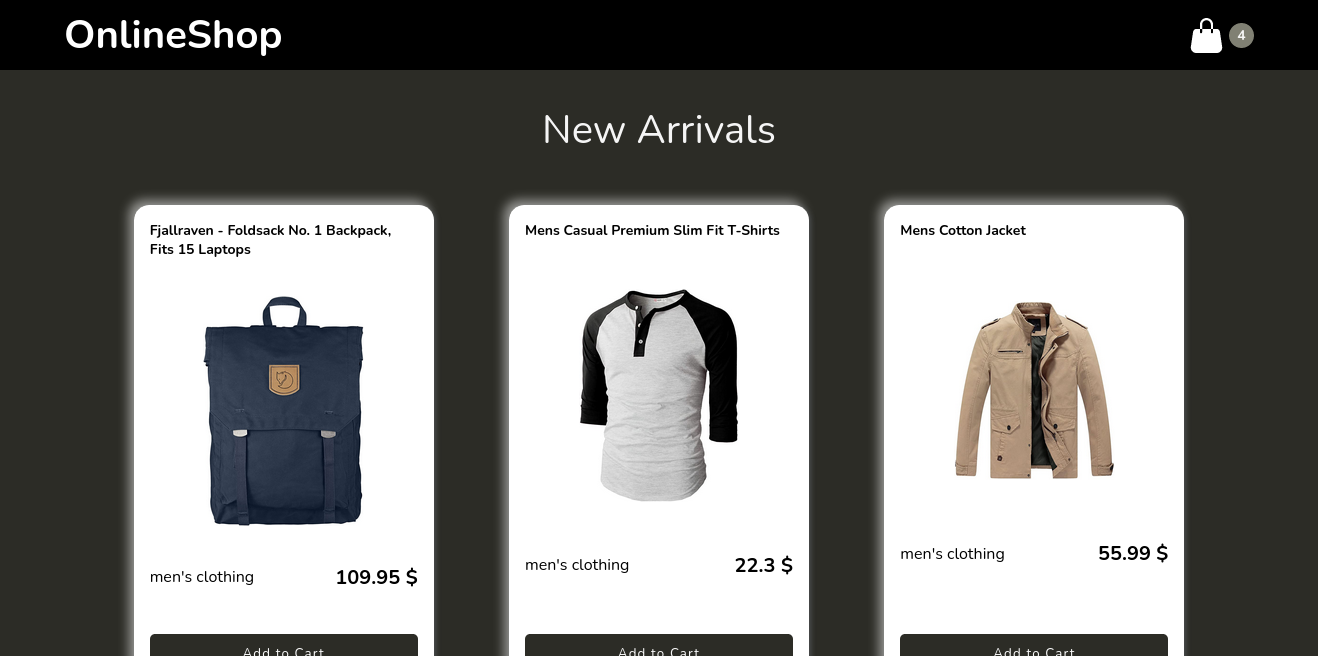 OnlineShop
4
New Arrivals
Fjallraven - Foldsack No. 1 Backpack,
Fits 15 Laptops
men's clothing
109.95 $
Add to Cart
Mens Casual Premium Slim Fit T-Shirts
men's clothing
22.3 $
Add to Cart
Mens Cotton Jacket
men's clothing
55.99 $
Add to Cart